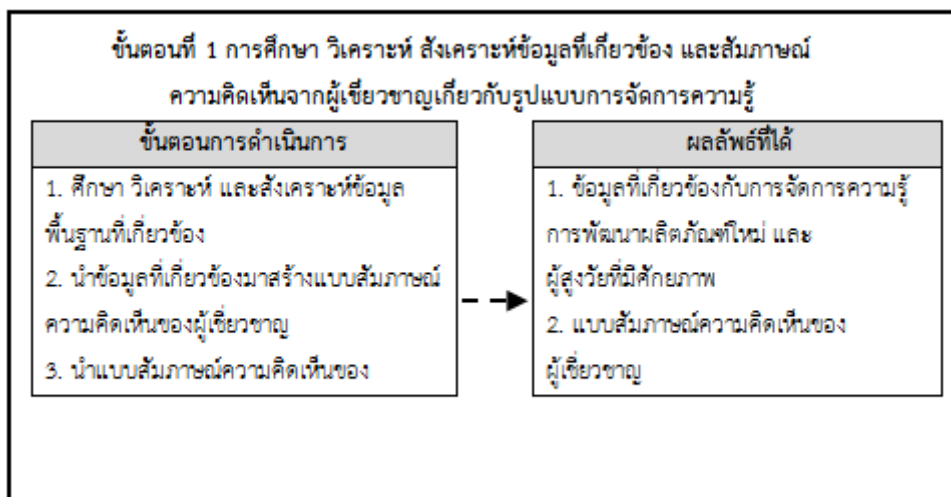 ขั้นตอนที่ 1 การศึกษา วิเคราะห์ สังเคราะห์ข้อมูลที่เกี่ยวข้อง และสัมภาษณ์
ความคิดเห็นจากผู้เชี่ยวชาญเกี่ยวกับรูปแบบการจัดการความรู้
ขั้นตอนการดำเนินการ
1. ศึกษา วิเคราะห์ และสังเคราะห์ข้อมูล
พื้นฐานที่เกี่ยวข้อง
2. นำข้อมูลที่เกี่ยวข้องมาสร้างแบบสัมภาษณ์
ความคิดเห็นของผู้เชี่ยวชาญ
3. นำแบบสัมภาษณ์ความคิดเห็นของ
ผลลัพธ์ที่ได้
1. ข้อมูลที่เกี่ยวข้องกับการจัดการความรู้
การพัฒนาผลิตภัณฑ์ใหม่ และ
ผู้สูงวัยที่มีศักยภาพ
2. แบบสัมภาษณ์ความคิดเห็นของ
ผู้เชี่ยวชาญ